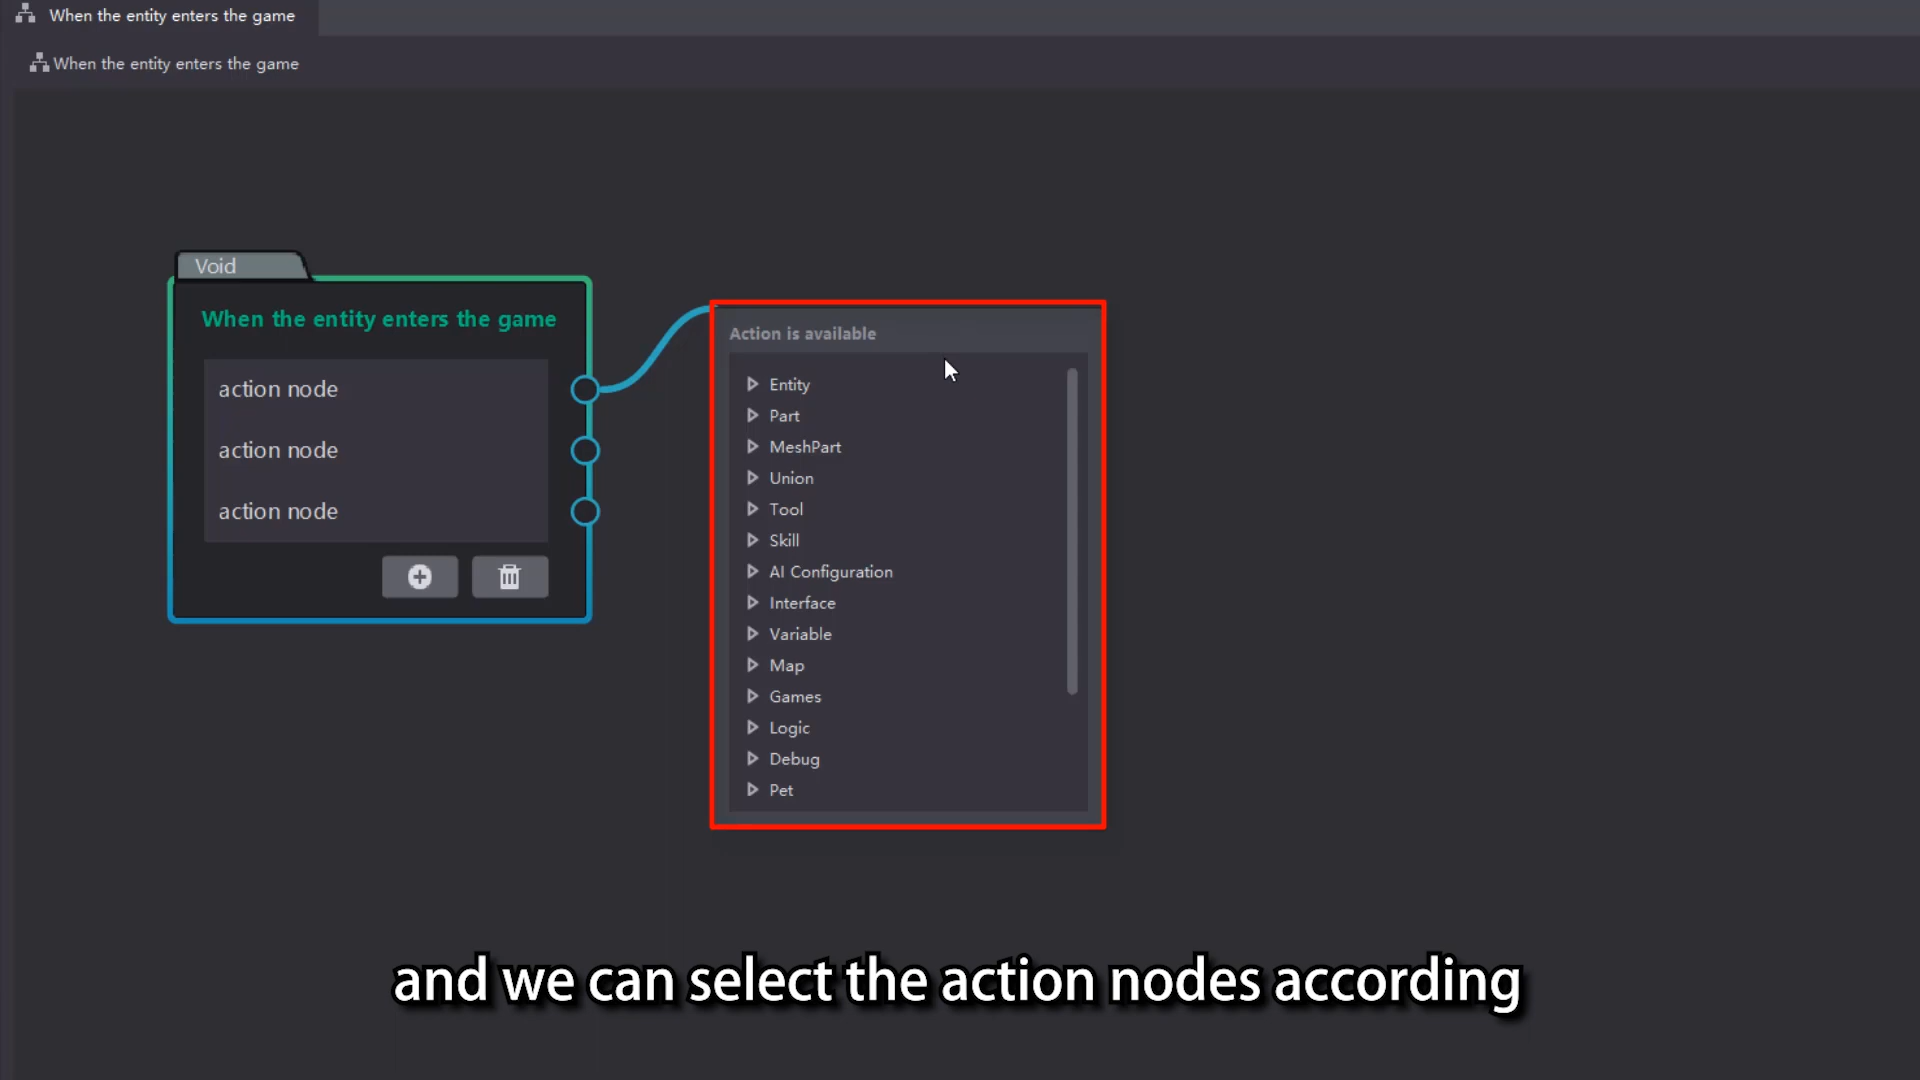 When the entity enters the game
When the entity enters the game
Void
When the entity enters the game
action node
action node
action node
Action is available
Entity
Part
MeshPart
Union
Tool
Skill
AI Configuration
Interface
Variable
Map
Games
Logic
Debug
Pet
and we can select the action nodes according